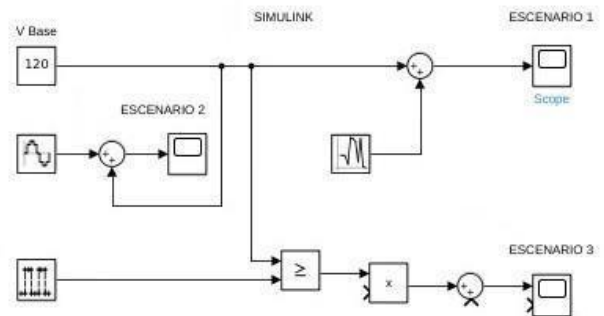 SIMULINK
ESCENARIO 1
V Base
120
Scope
ESCENARIO 2
ESCENARIO 3
≥
x